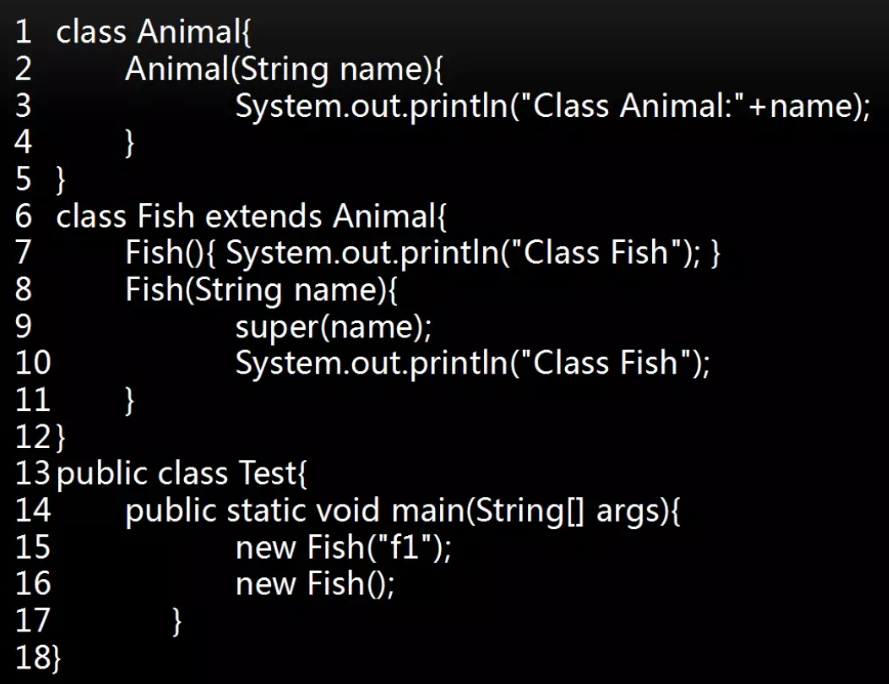 1 class Animal{
2 Animal(String name){
3 System.out.println("Class Animal:"+name);
4 }
5 }
6 class Fish extends Animal{
7 Fish(){ System.out.println("Class Fish"); }
8 Fish(String name){
9 super(name);
10 System.out.println("Class Fish");
11 }
12 }
13 public class Test{
14 public static void main(String[] args){
15 new Fish("f1");
16 new Fish();
17 }
18 }